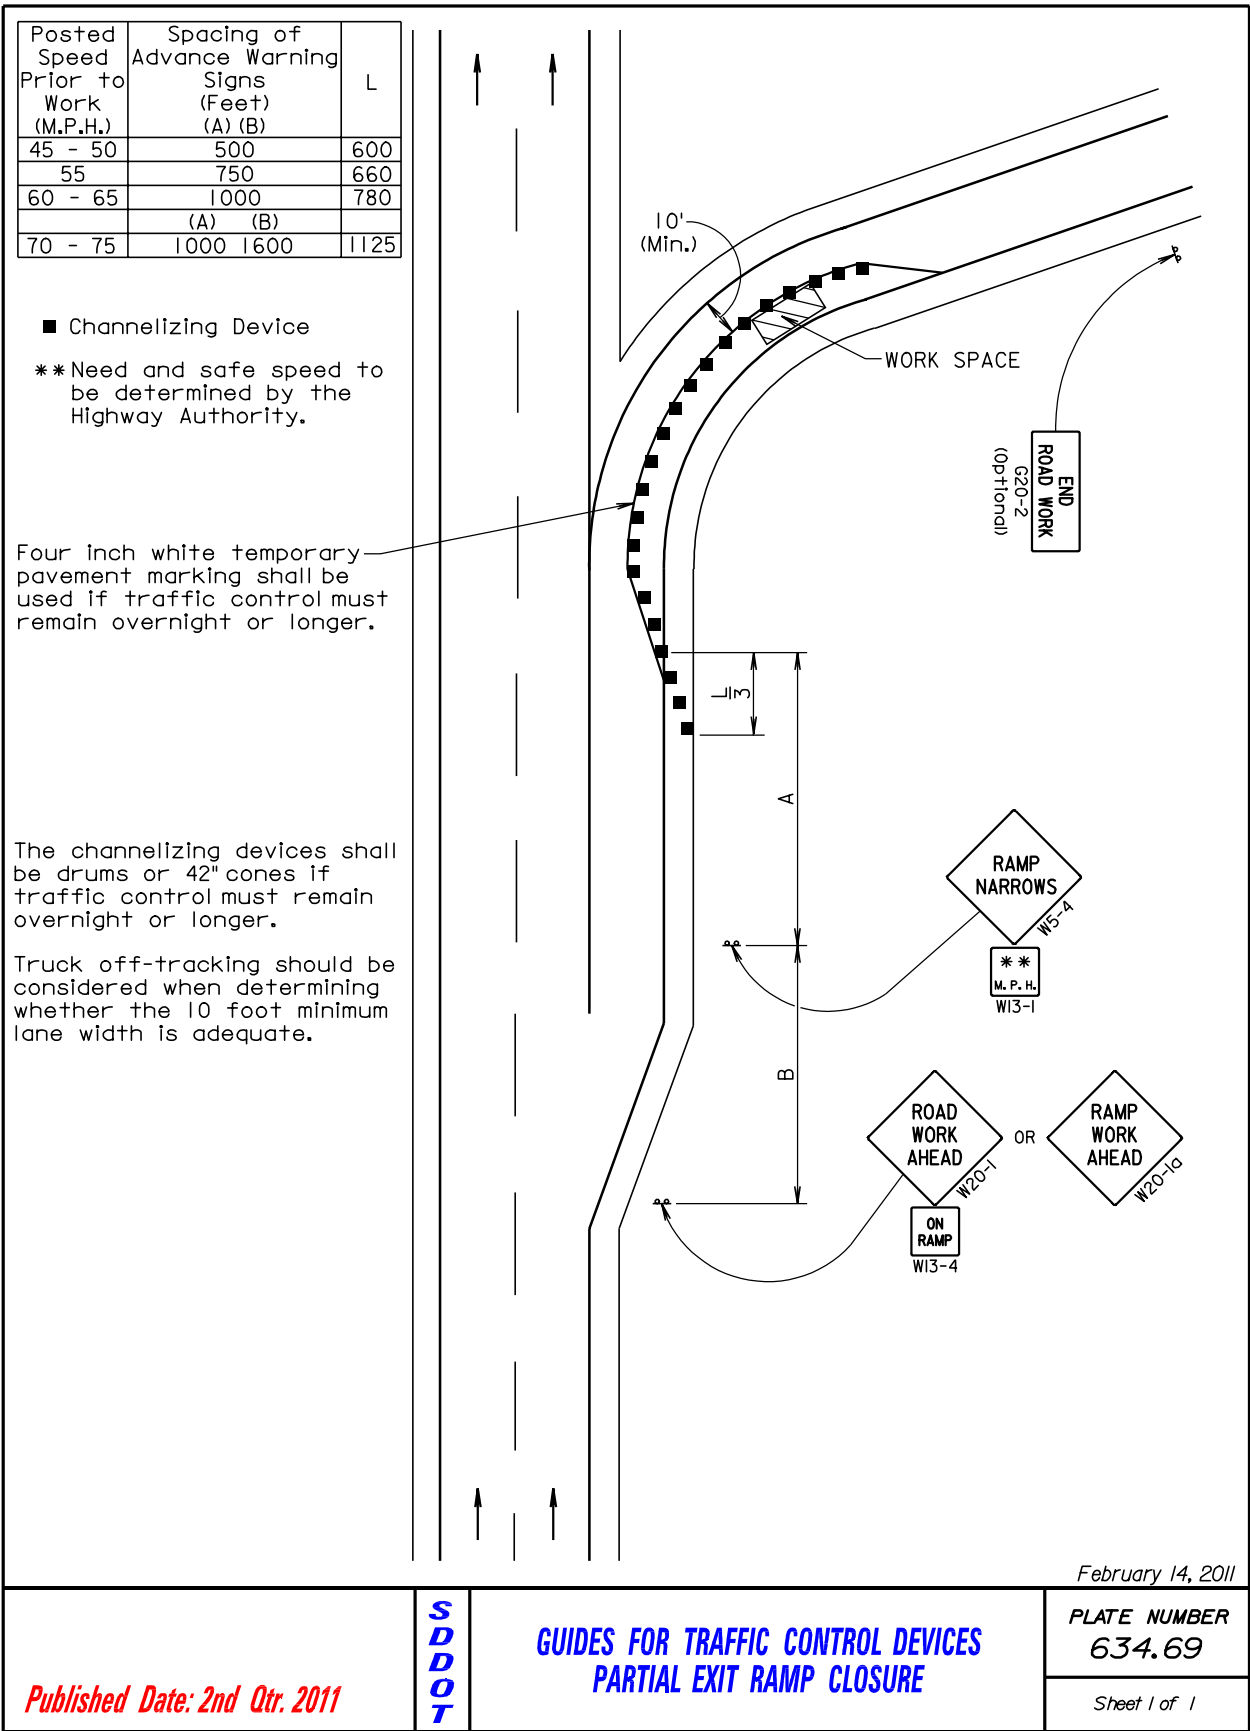 Posted Speed Prior to Work (M.P.H.)
Spacing of Advance Warning Signs (Feet) (A) (B)
L
45 - 50 500 600
55 750 660
60 - 65 1000 780
(A) (B)
70 - 75 1000 1600 1125
■ Channelizing Device
** Need and safe speed to
be determined by the
Highway Authority.
10'
(Min.)
WORK SPACE
END
ROAD WORK
G20-2
(Optional)
Four inch white temporary
pavement marking shall be
used if traffic control must
remain overnight or longer.
L
3
A
The channelizing devices shall
be drums or 42" cones if
traffic control must remain
overnight or longer.
RAMP
NARROWS
W5-4
* *
M. P. H.
W13-1
Truck off-tracking should be
considered when determining
whether the 10 foot minimum
lane width is adequate.
B
ROAD
WORK
AHEAD
W20-1
ON
RAMP
W13-4
OR
RAMP
WORK
AHEAD
W20-1a
February 14, 2011
Published Date: 2nd Qtr. 2011
SDDOT
GUIDES FOR TRAFFIC CONTROL DEVICES
PARTIAL EXIT RAMP CLOSURE
PLATE NUMBER
634.69
Sheet 1 of 1